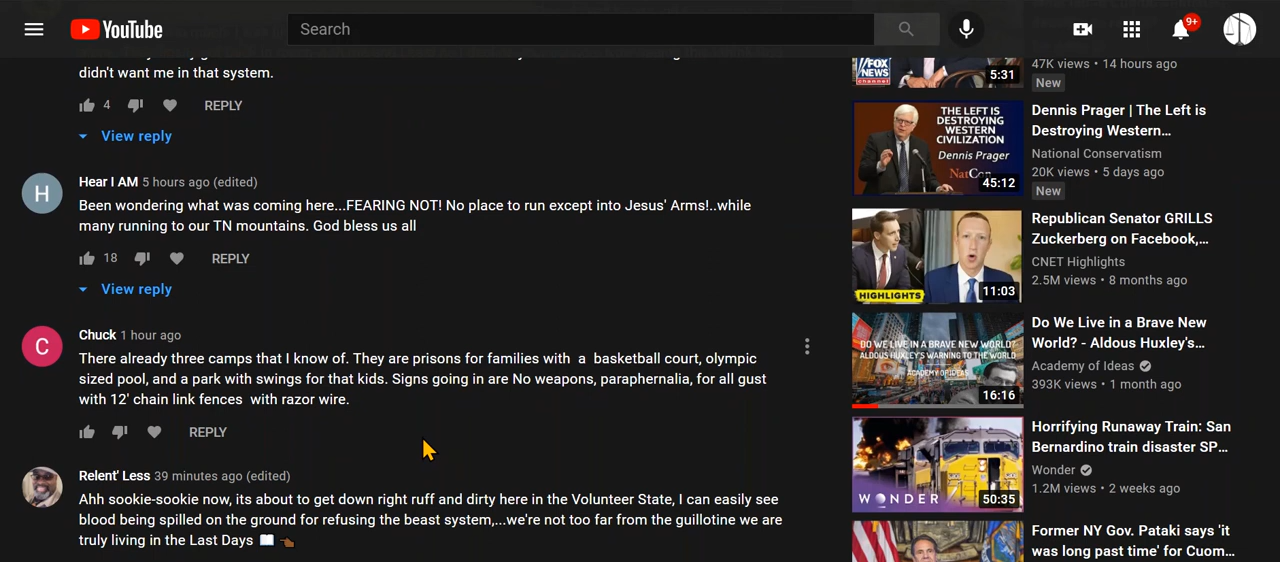 YouTube
Search
9+
didn't want me in that system.
4 REPLY
View reply
H
Hear I AM 5 hours ago (edited)
Been wondering what was coming here...FEARING NOT! No place to run except into Jesus' Arms!..while
many running to our TN mountains. God bless us all
18 REPLY
View reply
C
Chuck 1 hour ago
There already three camps that I know of. They are prisons for families with a basketball court, olympic
sized pool, and a park with swings for that kids. Signs going in are No weapons, paraphernalia, for all gust
with 12' chain link fences with razor wire.
REPLY
Relent' Less 39 minutes ago (edited)
Ahh sookie-sookie now, its about to get down right ruff and dirty here in the Volunteer State, I can easily see
blood being spilled on the ground for refusing the beast system,...we're not too far from the guillotine we are
truly living in the Last Days
FOX
NEWS
channel
5:31
47K views • 14 hours ago
New
THE LEFT IS
DESTROYING
WESTERN
CIVILIZATION
Dennis Prager
NatCon
45:12
Dennis Prager | The Left is
Destroying Western...
National Conservatism
20K views • 5 days ago
New
HIGHLIGHTS
11:03
Republican Senator GRILLS
Zuckerberg on Facebook,...
CNET Highlights
2.5M views • 8 months ago
DO WE LIVE IN A BRAVE NEW WORLD?
ALDOUS HUXLEY'S WARNING TO THE WORLD
ACADEMY OF IDEAS
16:16
Do We Live in a Brave New
World? - Aldous Huxley's...
Academy of Ideas
393K views • 1 month ago
WONDER
50:35
Horrifying Runaway Train: San
Bernardino train disaster SP...
Wonder
1.2M views • 2 weeks ago
Former NY Gov. Pataki says 'it
was long past time' for Cuom...